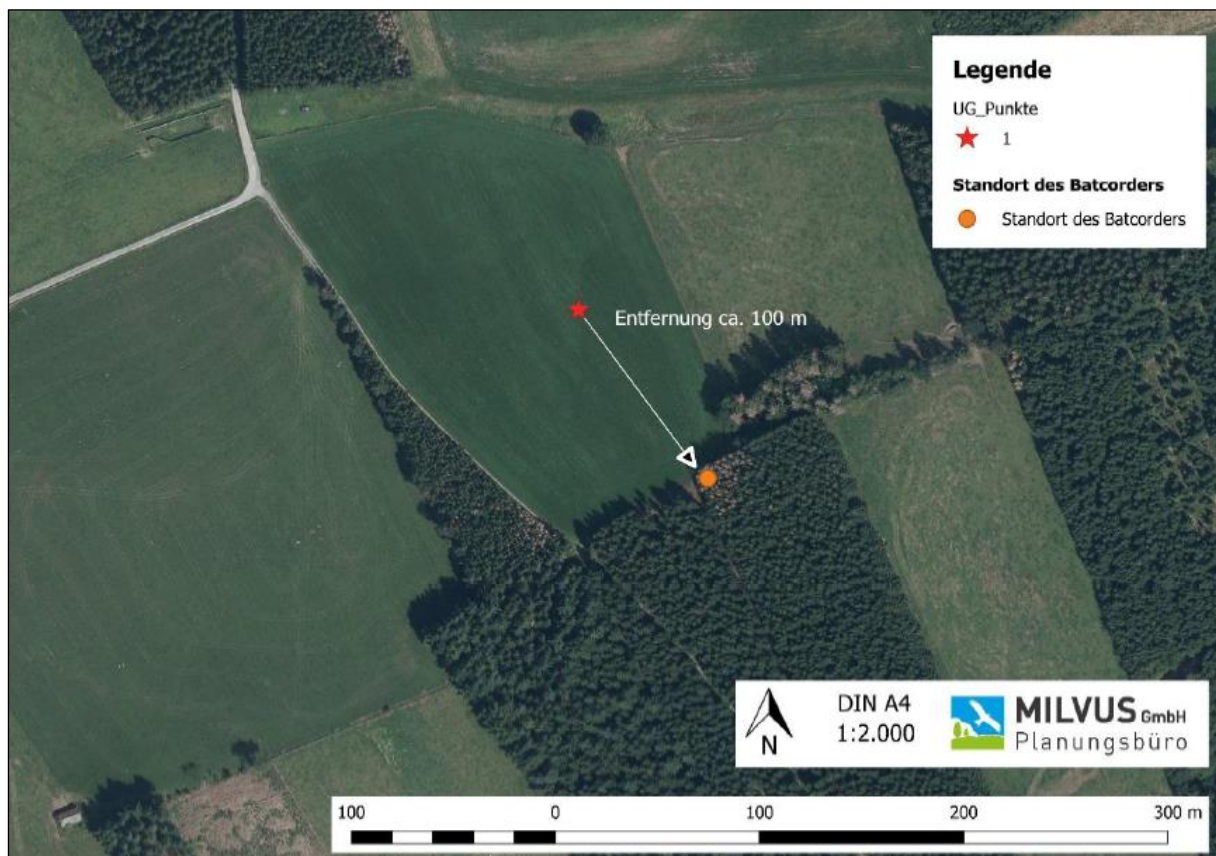 Legende
UG_Punkte
1
Standort des Batcorders
Standort des Batcorders
Entfernung ca. 100 m
N
DIN A4
1:2.000
MILVUS GmbH
Planungsbüro
100 0 100 200 300 m